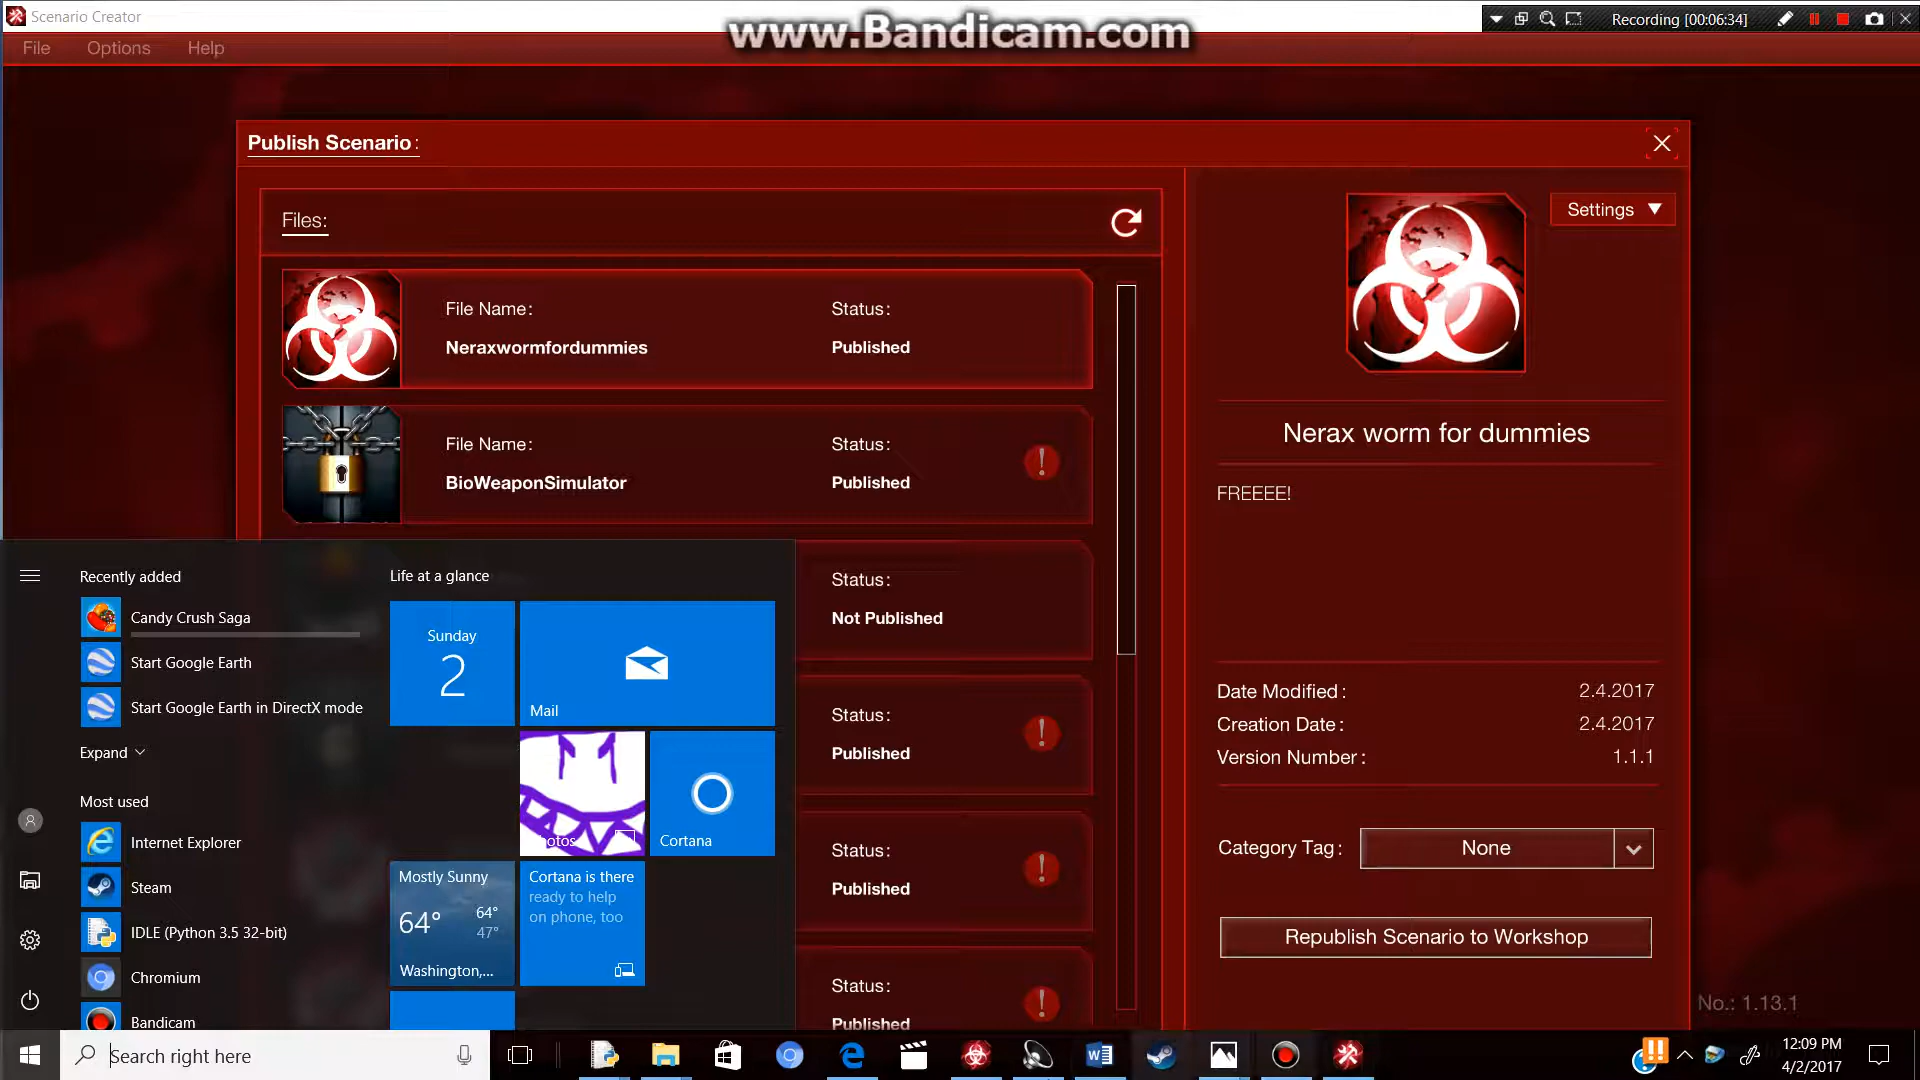 Scenario Creator
www.Bandicam.com
Recording [00:06:34]
File Options Help
Publish Scenario:
Files:
Settings
File Name: Status:
Neraxwormfordummies Published
File Name: Status:
BioWeaponSimulator Published
Status:
Not Published
Status:
Published
Status:
Published
Status:
Published
Nerax worm for dummies
FREEEE!
Date Modified: 2.4.2017
Creation Date: 2.4.2017
Version Number: 1.1.1
Category Tag: None
Republish Scenario to Workshop
No.: 1.13.1
Recently added
Candy Crush Saga
Start Google Earth
Start Google Earth in DirectX mode
Expand
Most used
Internet Explorer
Steam
IDLE (Python 3.5 32-bit)
Chromium
Bandicam
Life at a glance
Sunday
2
Mail
Cortana
Mostly Sunny
64° 64°
47°
Washington,...
Cortana is there
ready to help
on phone, too
Search right here
12:09 PM
4/2/2017